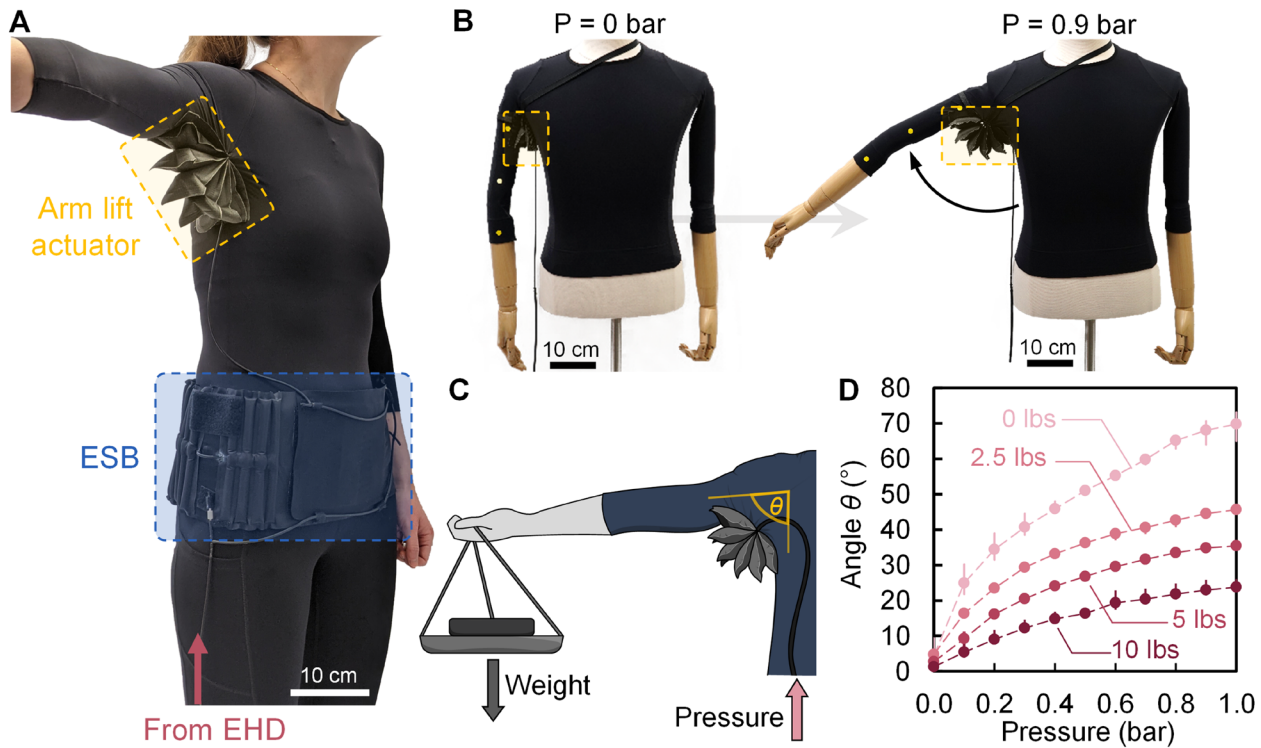 A
Arm lift
actuator
ESB
10 cm
From EHD
B
P = 0 bar
P = 0.9 bar
10 cm
10 cm
C
θ
Weight
Pressure
D
80
70
60
50
40
30
20
10
0
Angle θ (°)
0 lbs
2.5 lbs
5 lbs
10 lbs
0.0 0.2 0.4 0.6 0.8 1.0
Pressure (bar)